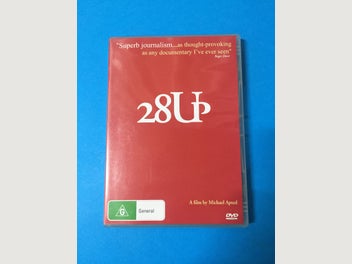 "Superb journalism...as thought-provoking
as any documentary I've ever seen"
28UP
G
General
A film by Michael Apted
DVD